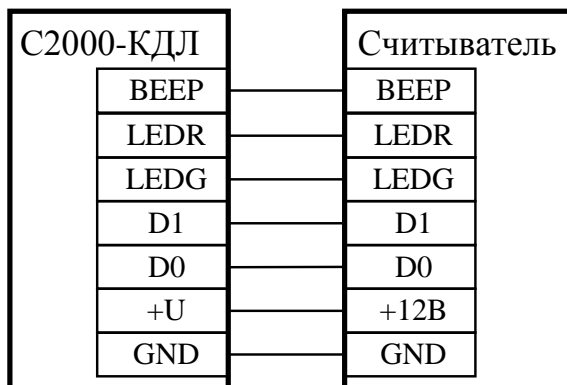 С2000-КДЛ
BEEP
LEDR
LEDG
D1
D0
+U
GND
Считыватель
BEEP
LEDR
LEDG
D1
D0
+12В
GND